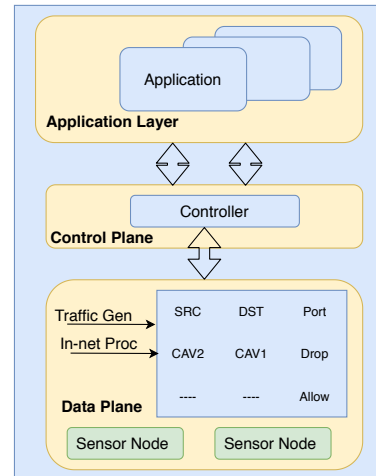 Application
Application Layer
Controller
Control Plane
Traffic Gen
SRC DST Port
In-net Proc
CAV2 CAV1 Drop
---- ---- Allow
Data Plane
Sensor Node Sensor Node